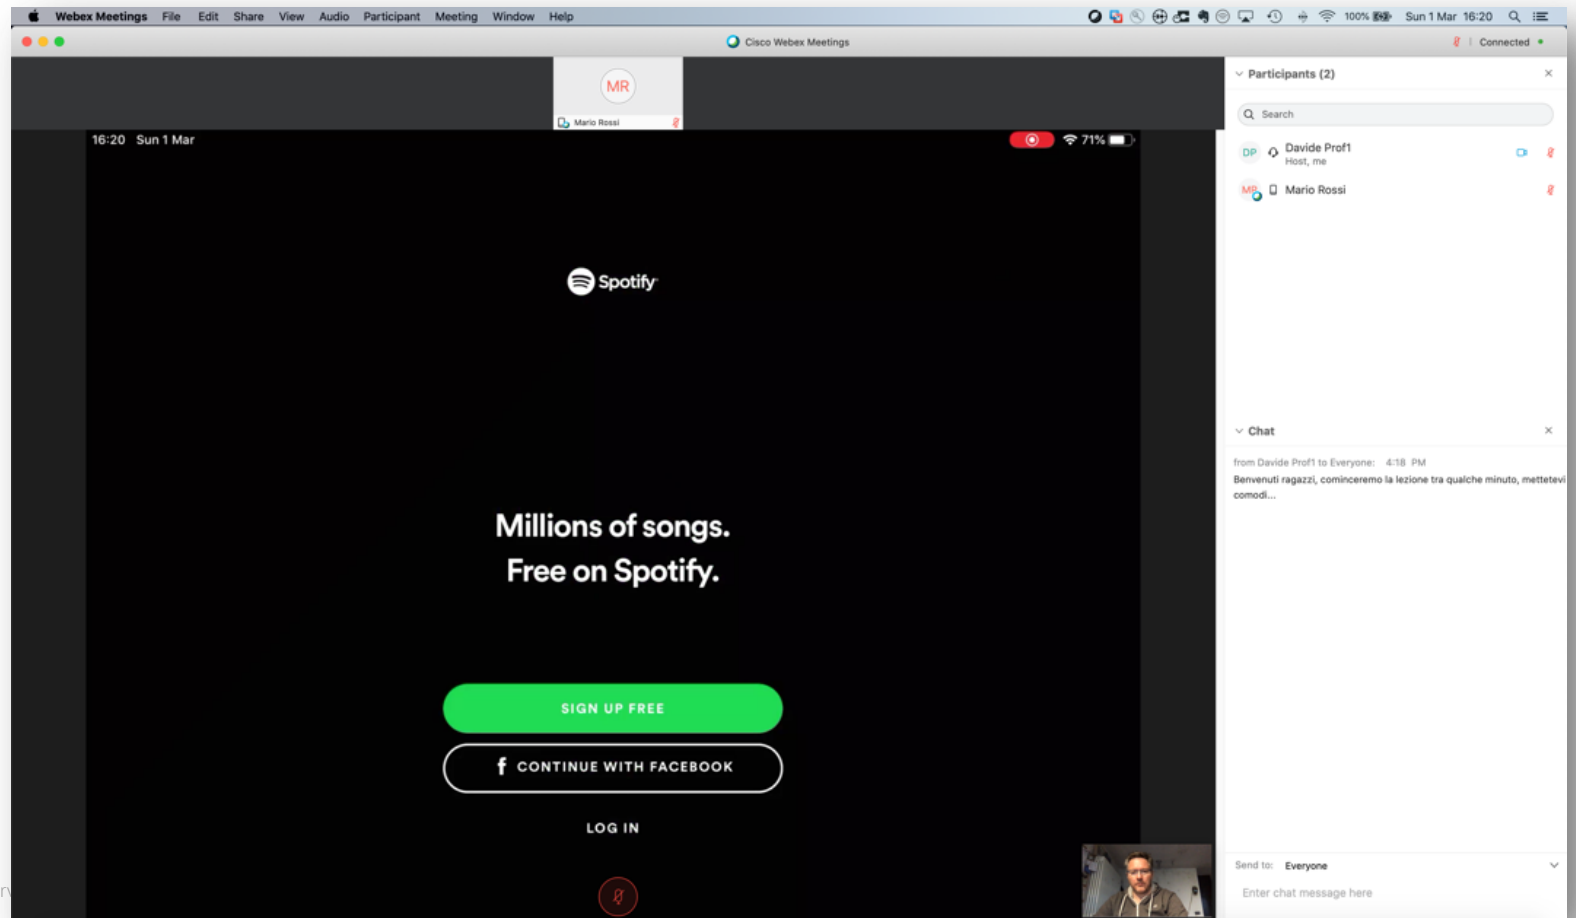 Webex Meetings File Edit Share View Audio Participant Meeting Window Help
100% Sun 1 Mar 16:20
Cisco Webex Meetings
Connected
MR
Mario Rossi
16:20 Sun 1 Mar
71%
Spotify
Millions of songs.
Free on Spotify.
SIGN UP FREE
f CONTINUE WITH FACEBOOK
LOG IN
Participants (2)
Search
DP Davide Prof1
Host, me
MR Mario Rossi
Chat
from Davide Prof1 to Everyone: 4:18 PM
Benvenuti ragazzi, cominceremo la lezione tra qualche minuto, mettetevi
comodi...
Send to: Everyone
Enter chat message here